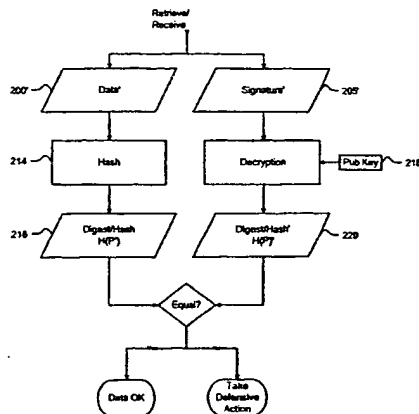 Retrieve/
Receive
200'
Data'
Signature'
205'
214
Hash
Decryption
Pub Key
218
216
Digest/Hash
H(P')
Digest/Hash'
H(P)'
220
Equal?
Data OK
Take
Defensive
Action